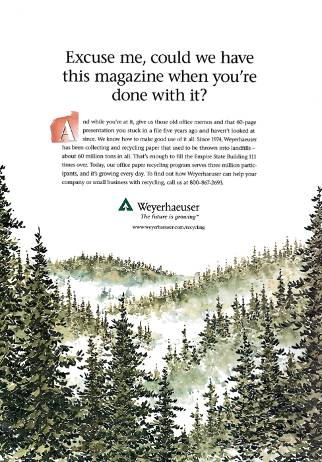 Excuse me, could we have
this magazine when you're
done with it?
And while you're at it, give us those old office memos and that 60-page
presentation you stuck in a file five years ago and haven't looked at
since. We know how to make good use of it all. Since 1974, Weyerhaeuser
has been collecting and recycling paper that used to be thrown into landfills –
about 60 million tons in all. That's enough to fill the Empire State Building 111
times over. Today, our office paper recycling program serves three million partic-
ipants, and it's growing every day. To find out how Weyerhaeuser can help your
company or small business with recycling, call us at 800-867-2693.
Weyerhaeuser
The future is growing™
www.weyerhaeuser.com/recycling